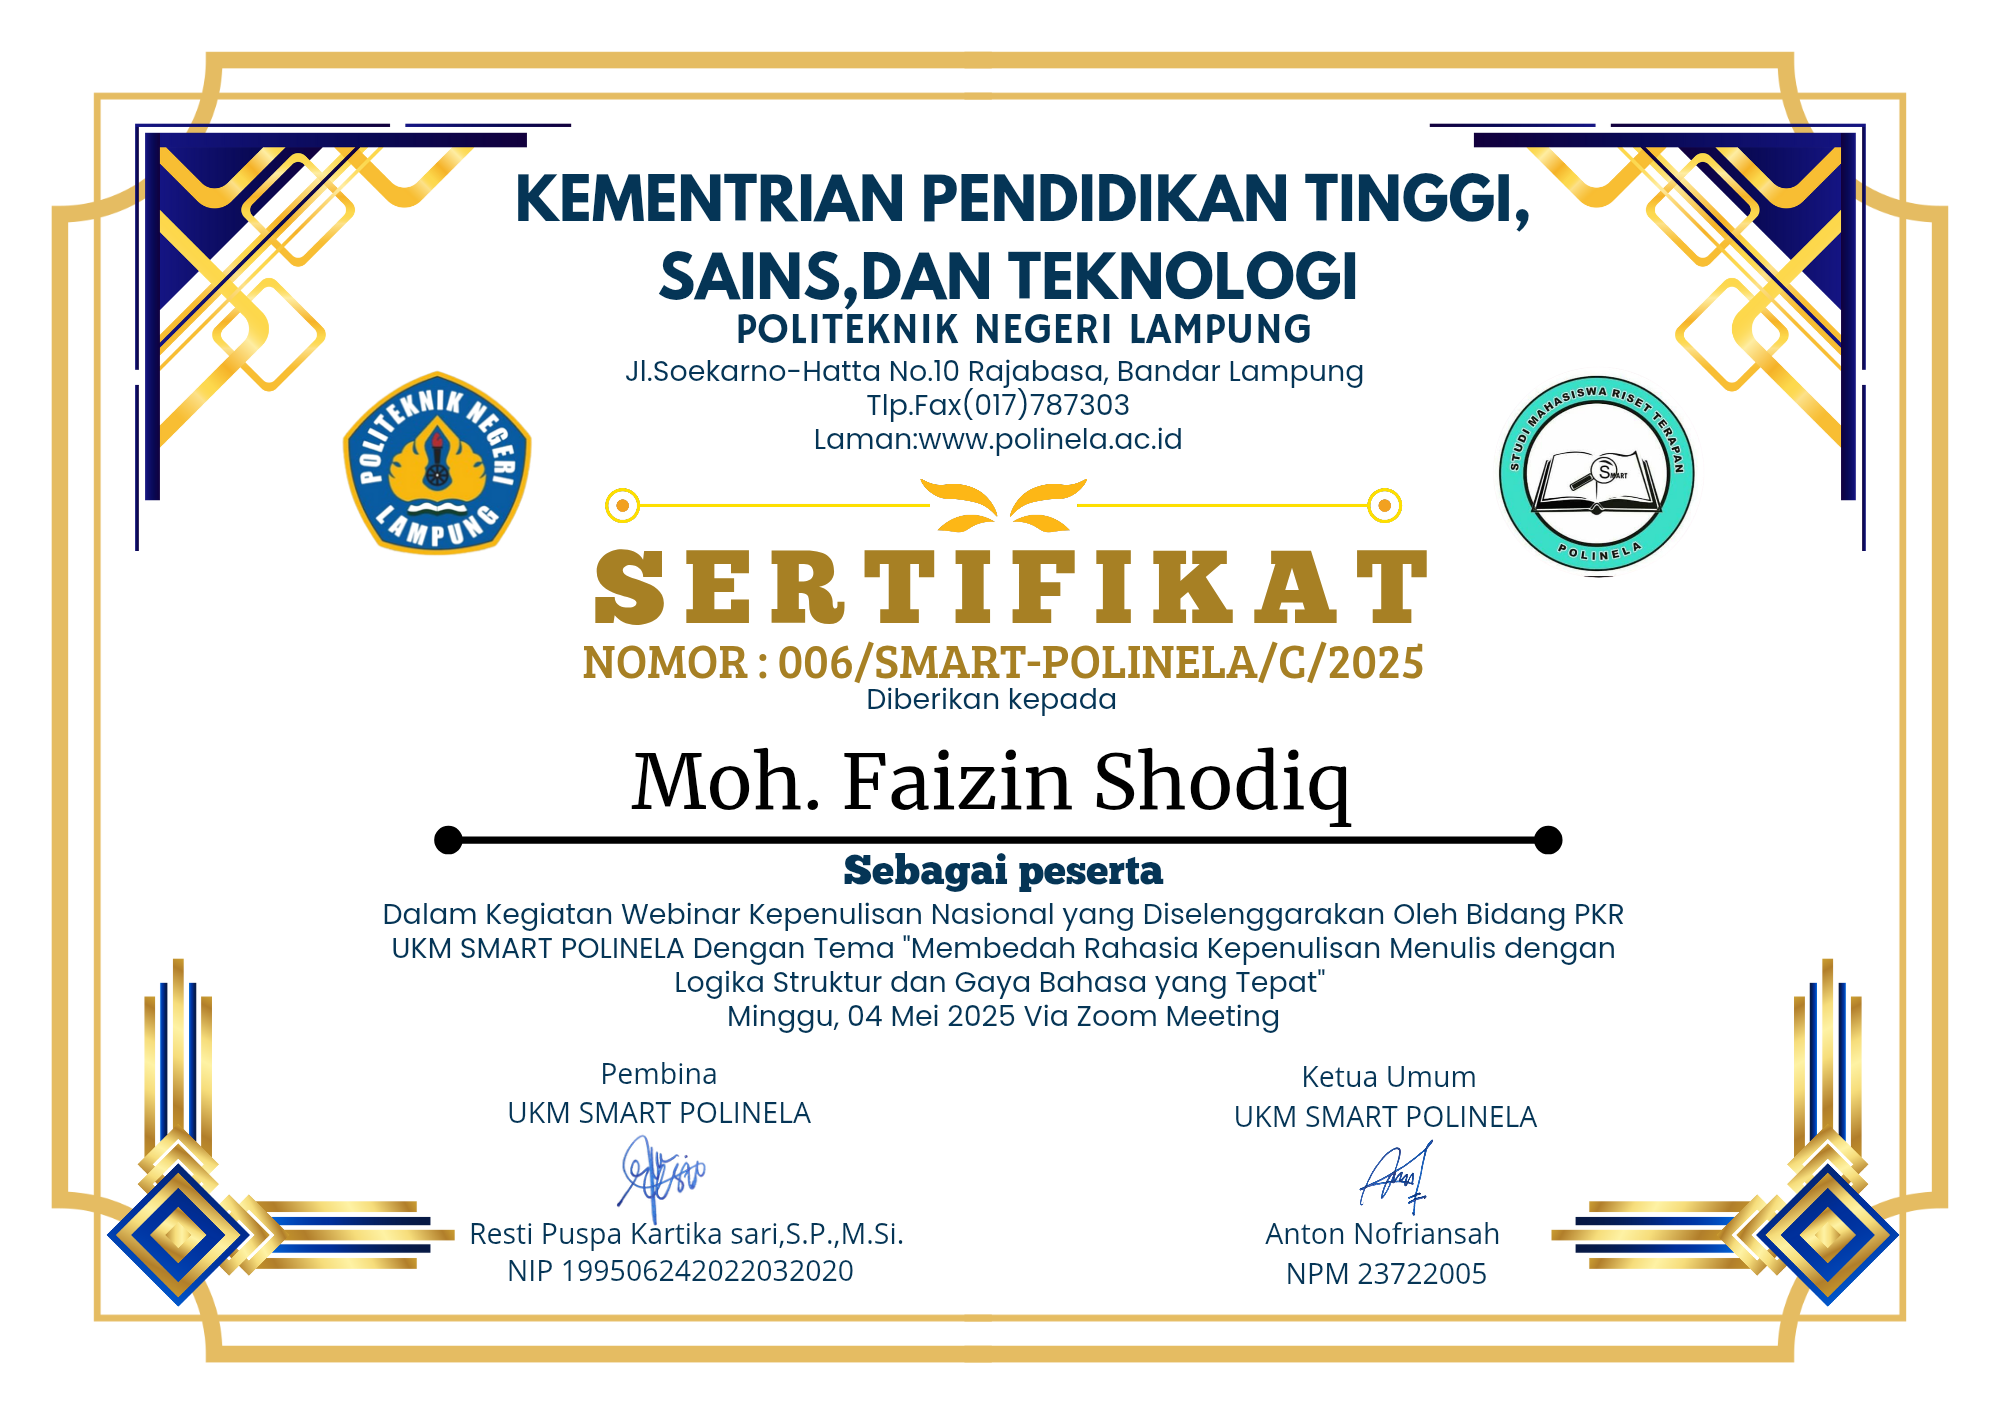 KEMENTRIAN PENDIDIKAN TINGGI,
SAINS,DAN TEKNOLOGI
POLITEKNIK NEGERI LAMPUNG
Jl.Soekarno-Hatta No.10 Rajabasa, Bandar Lampung
Tlp.Fax(017)787303
Laman:www.polinela.ac.id
POLITEKNIK NEGERI
LAMPUNG
STUDI MAHASISWA RISET TERAPAN
SMART
POLINELA
SERTIFIKAT
NOMOR : 006/SMART-POLINELA/C/2025
Diberikan kepada
Moh. Faizin Shodiq
Sebagai peserta
Dalam Kegiatan Webinar Kepenulisan Nasional yang Diselenggarakan Oleh Bidang PKR
UKM SMART POLINELA Dengan Tema "Membedah Rahasia Kepenulisan Menulis dengan
Logika Struktur dan Gaya Bahasa yang Tepat"
Minggu, 04 Mei 2025 Via Zoom Meeting
Pembina
UKM SMART POLINELA
Resti Puspa Kartika sari,S.P.,M.Si.
NIP 199506242022032020
Ketua Umum
UKM SMART POLINELA
Anton Nofriansah
NPM 23722005